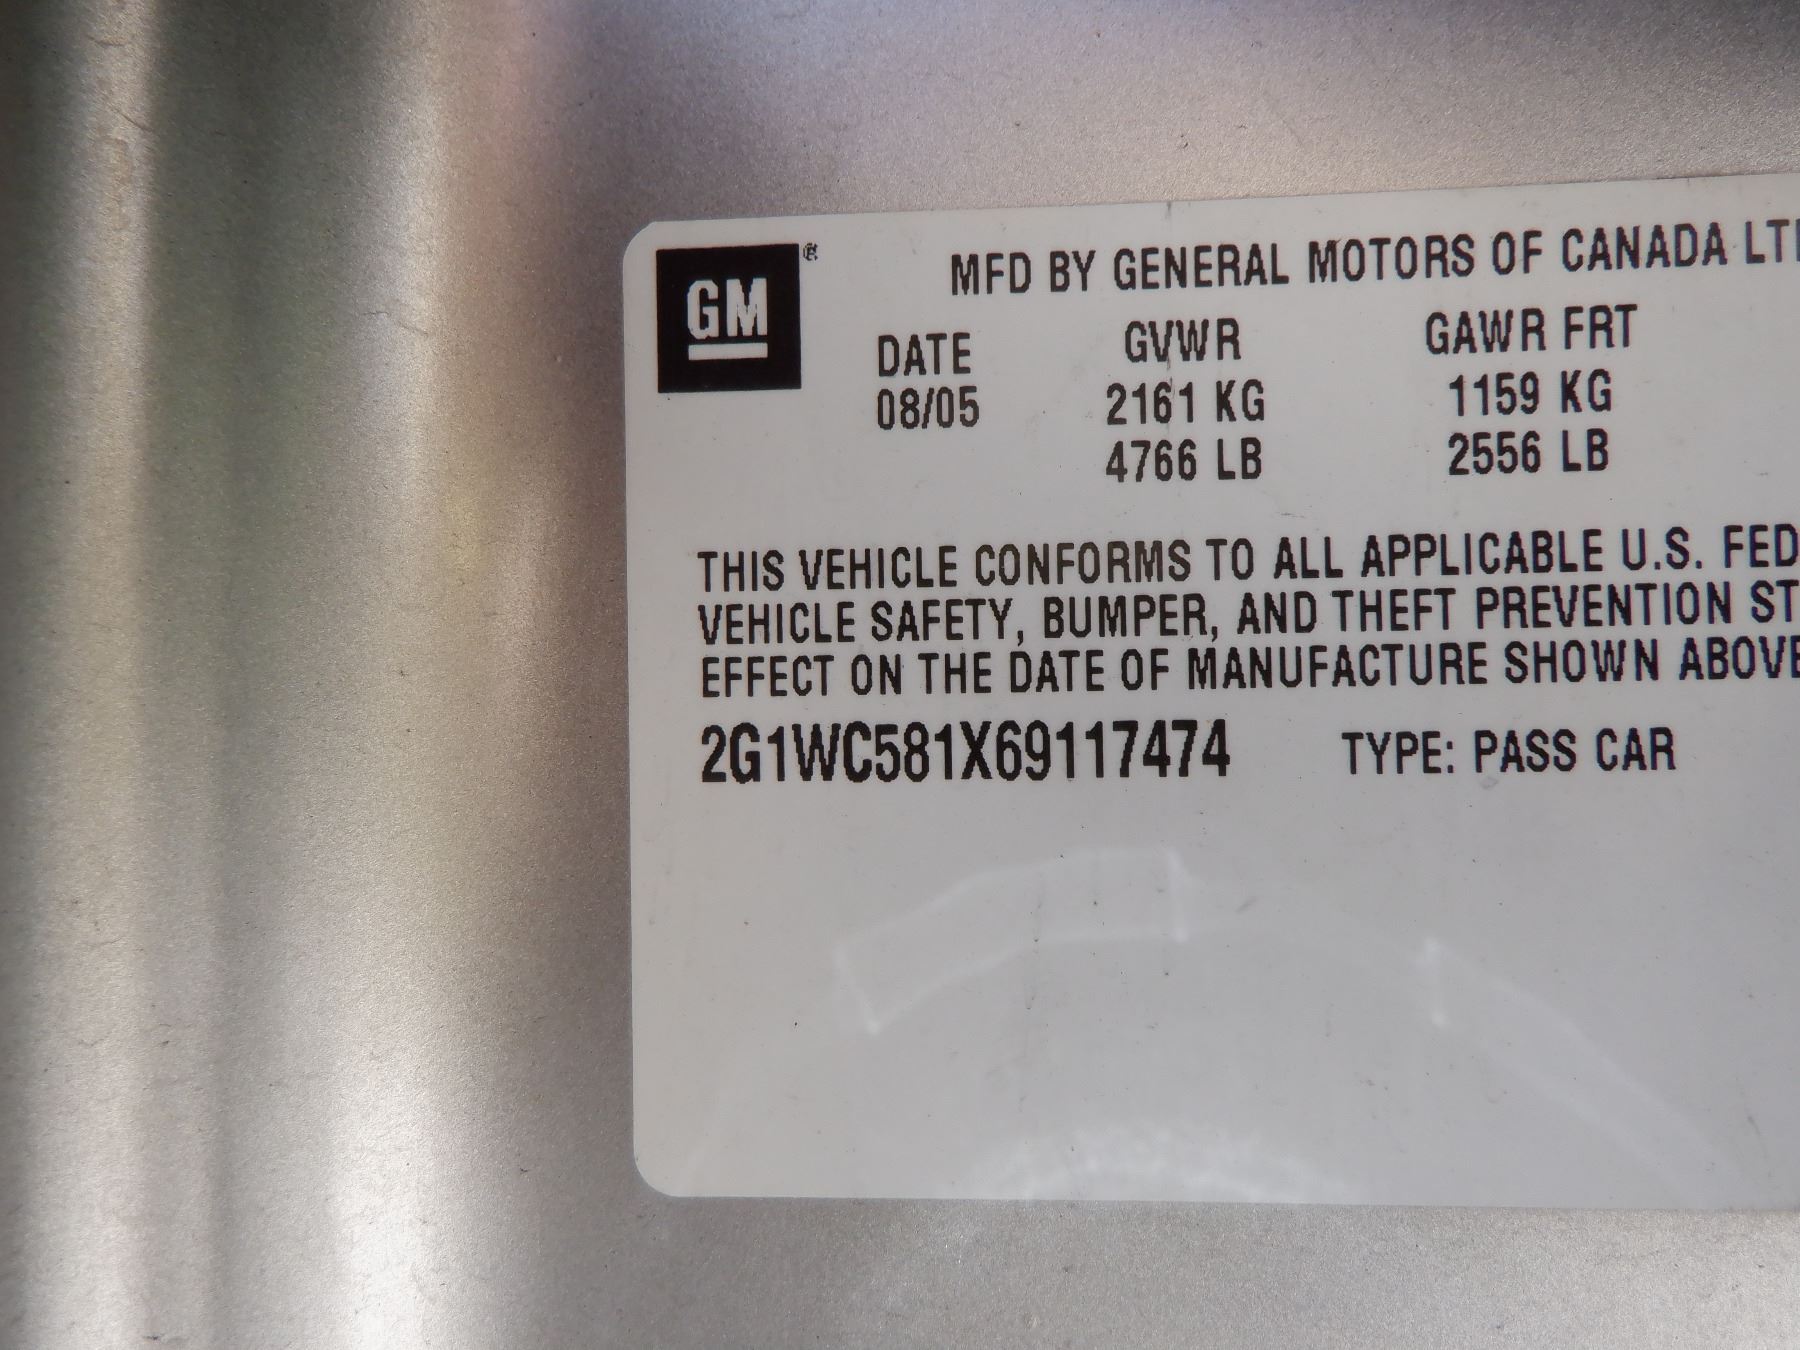 GM®
MFD BY GENERAL MOTORS OF CANADA
DATE GVWR GAWR FRT
08/05 2161 KG 1159 KG
4766 LB 2556 LB
THIS VEHICLE CONFORMS TO ALL APPLICABLE U.S. FED
VEHICLE SAFETY, BUMPER, AND THEFT PREVENTION ST
EFFECT ON THE DATE OF MANUFACTURE SHOWN ABOVE
2G1WC581X69117474 TYPE: PASS CAR